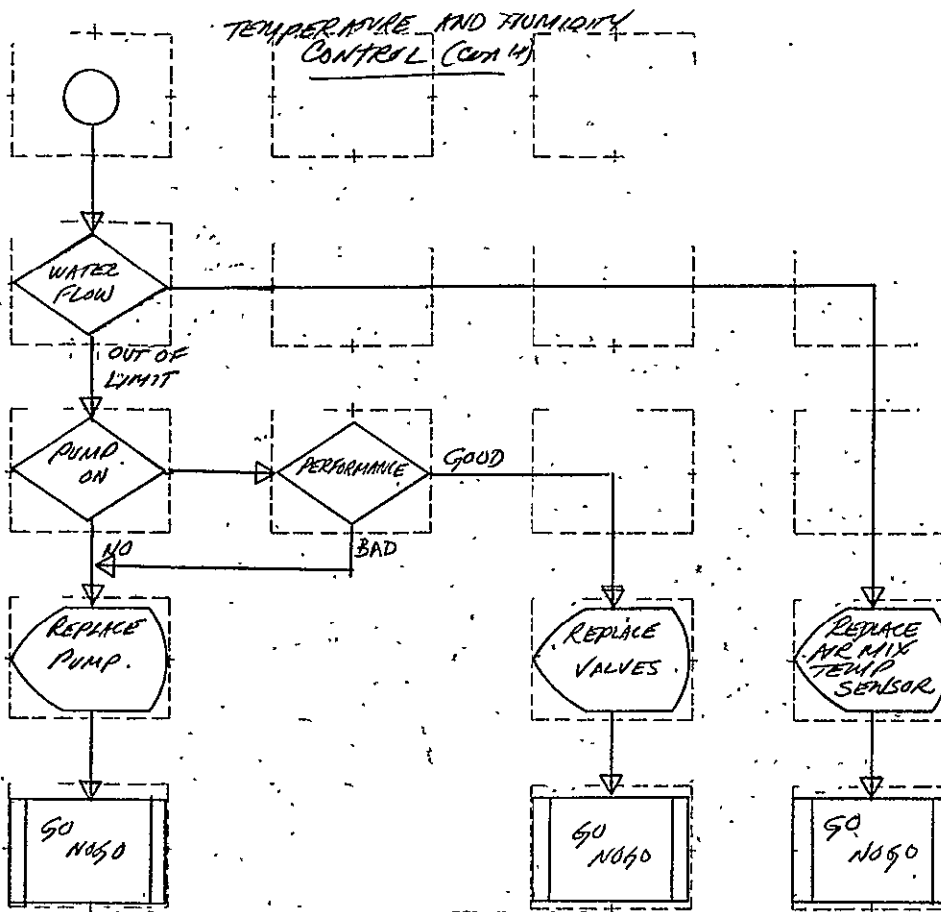 TEMPERATURE AND HUMIDITY
CONTROL
WATER
FLOW
OUT OF
LIMIT
PUMP
ON
PERFORMANCE
GOOD
NO
BAD
REPLACE
PUMP.
REPLACE
VALVES.
REPLACE
AIR MIX
TEMP
SENSOR
GO
NOGO
GO
NOGO
GO
NOGO